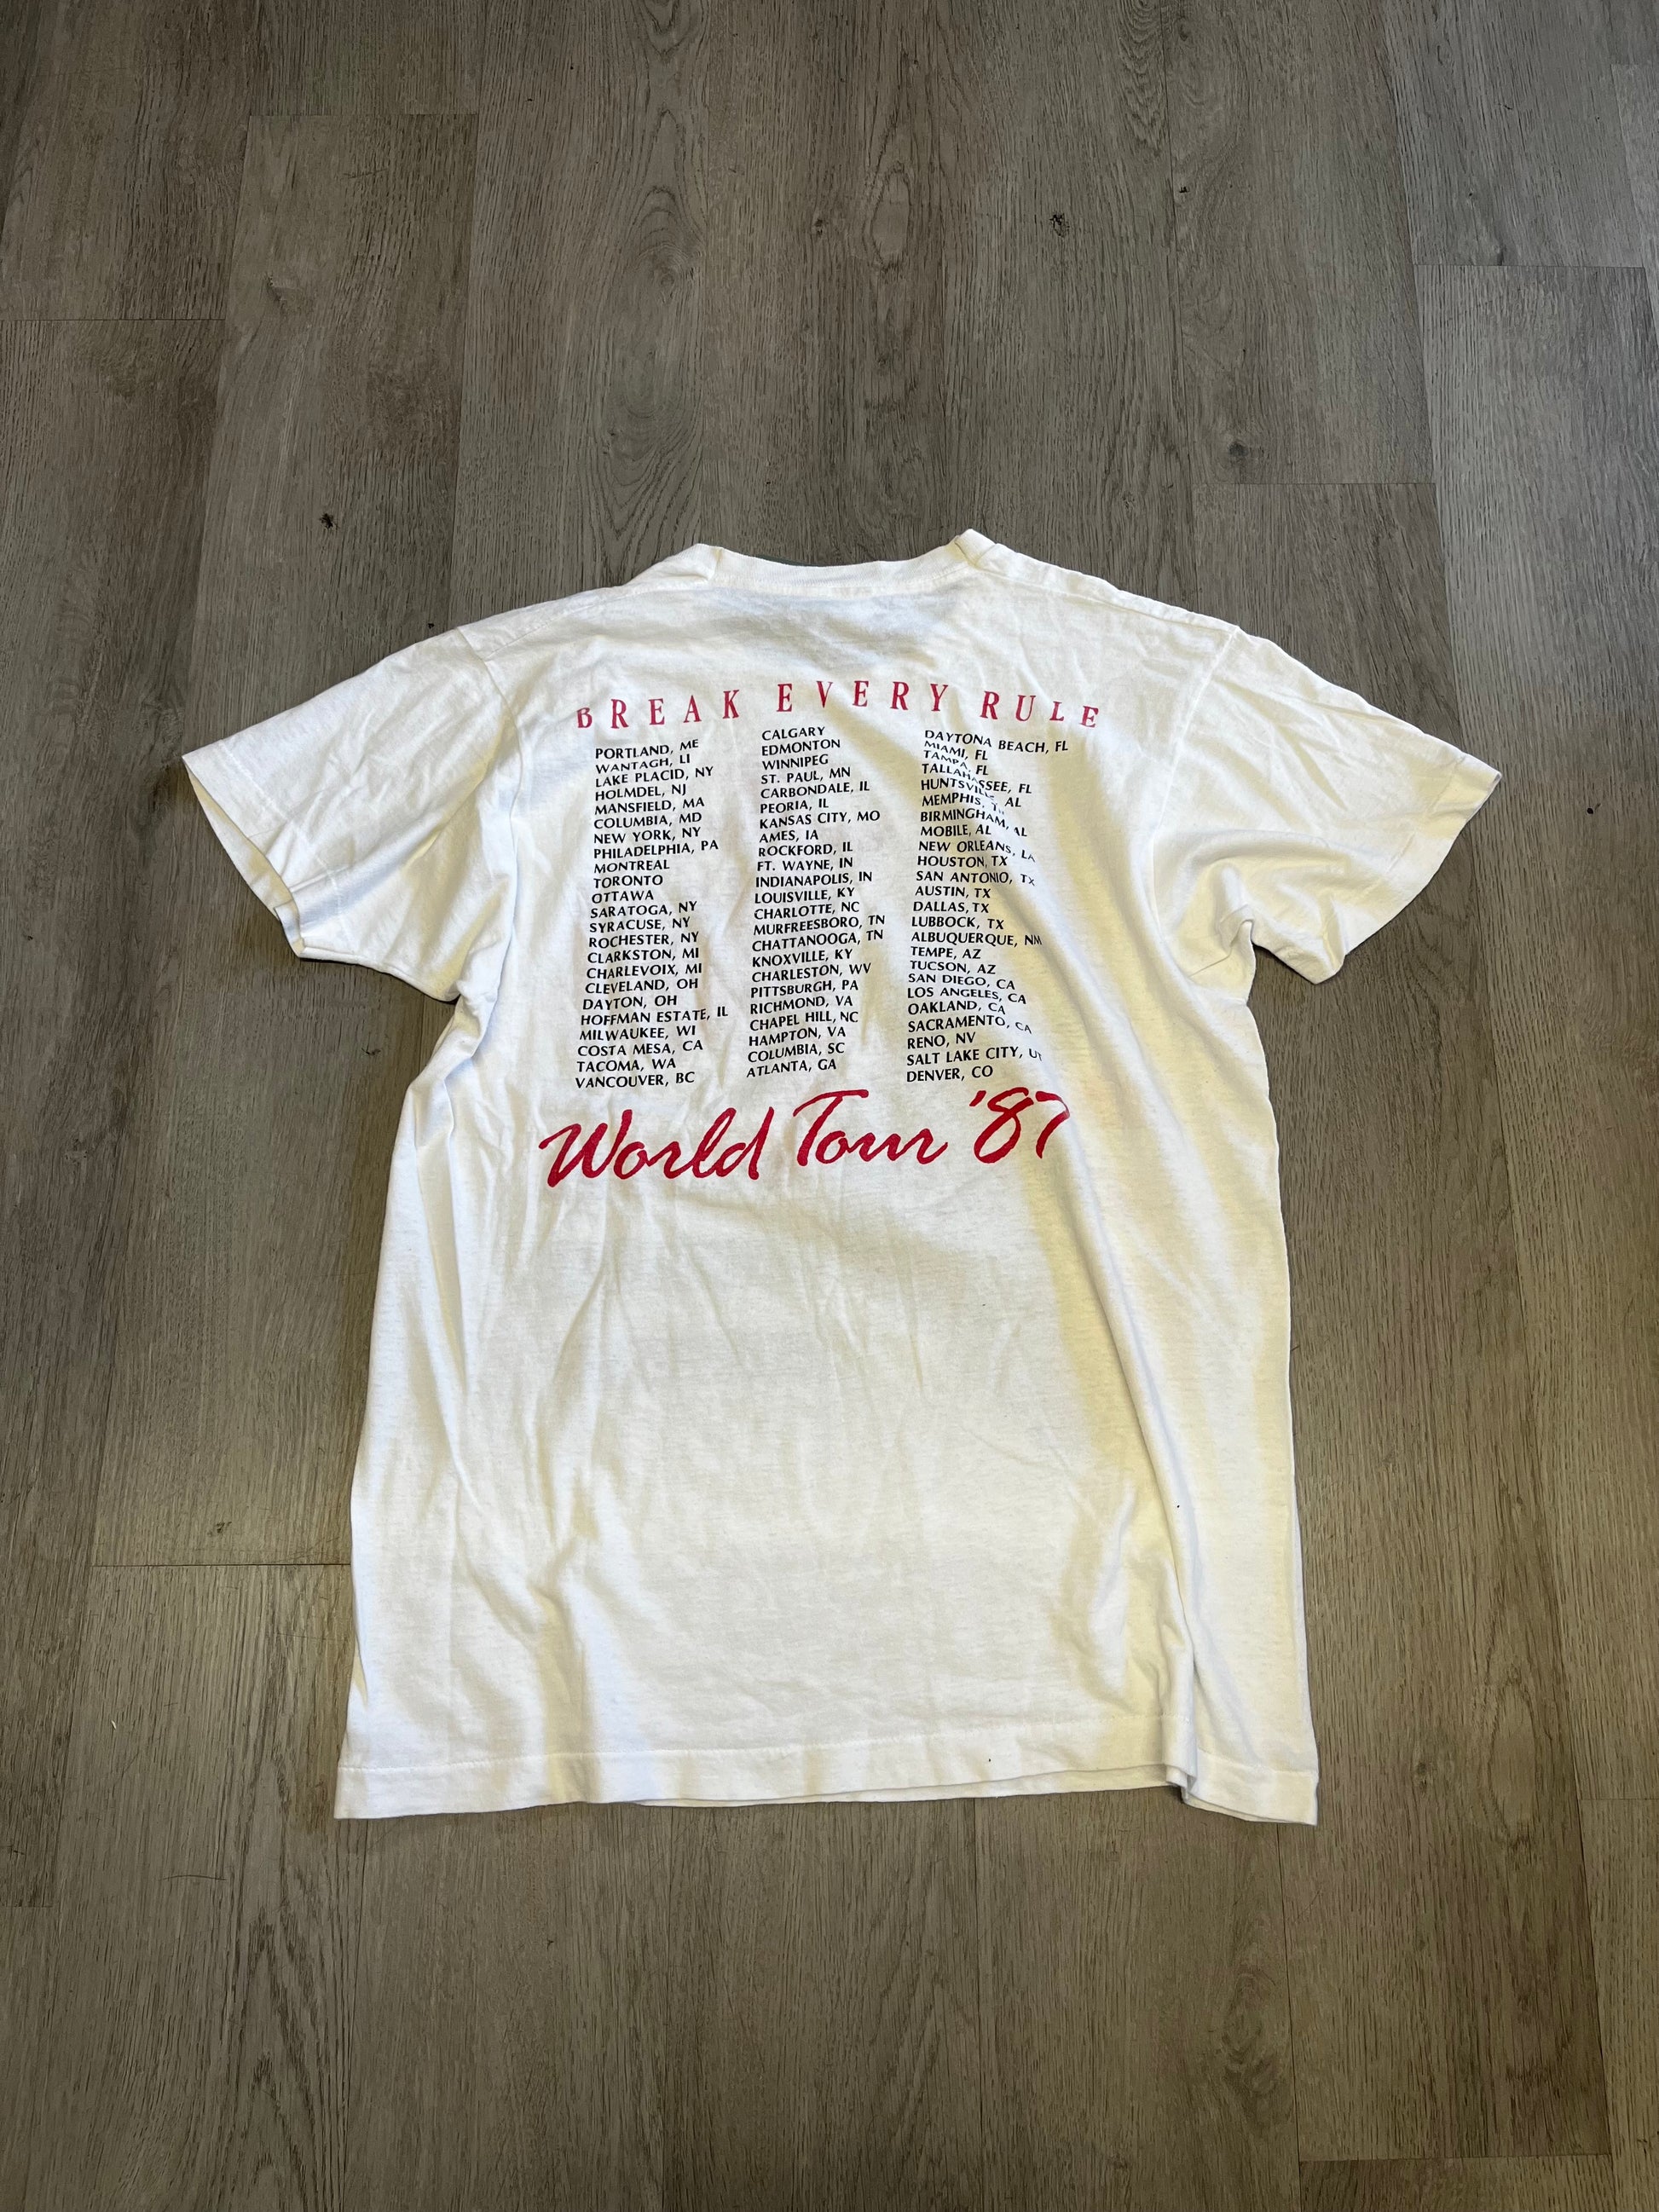 BREAK EVERY RULE
PORTLAND, ME
WANTAGH, LI
LAKE PLACID, NY
HOLMDEL, NJ
MANSFIELD, MA
COLUMBIA, MD
NEW YORK, NY
PHILADELPHIA, PA
MONTREAL
TORONTO
OTTAWA
SARATOGA, NY
SYRACUSE, NY
ROCHESTER, NY
CLARKSTON, MI
CHARLEVOIX, MI
CLEVELAND, OH
DAYTON, OH
HOFFMAN ESTATE, IL
MILWAUKEE, WI
COSTA MESA, CA
TACOMA, WA
VANCOUVER, BC
CALGARY
EDMONTON
WINNIPEG
ST. PAUL, MN
CARBONDALE, IL
PEORIA, IL
KANSAS CITY, MO
AMES, IA
ROCKFORD, IL
FT. WAYNE, IN
INDIANAPOLIS, IN
LOUISVILLE, KY
CHARLOTTE, NC
MURFREESBORO, TN
CHATTANOOGA, TN
KNOXVILLE, KY
CHARLESTON, WV
PITTSBURGH, PA
RICHMOND, VA
CHAPEL HILL, NC
HAMPTON, VA
COLUMBIA, SC
ATLANTA, GA
DAYTONA BEACH, FL
MIAMI, FL
TAMPA, FL
TALLAHASSEE, FL
HUNTSVILLE, AL
MEMPHIS, TN
BIRMINGHAM, AL
MOBILE, AL
NEW ORLEANS, LA
HOUSTON, TX
SAN ANTONIO, TX
AUSTIN, TX
DALLAS, TX
LUBBOCK, TX
ALBUQUERQUE, NM
TEMPE, AZ
TUCSON, AZ
SAN DIEGO, CA
LOS ANGELES, CA
OAKLAND, CA
SACRAMENTO, CA
RENO, NV
SALT LAKE CITY, UT
DENVER, CO
World Tour '87